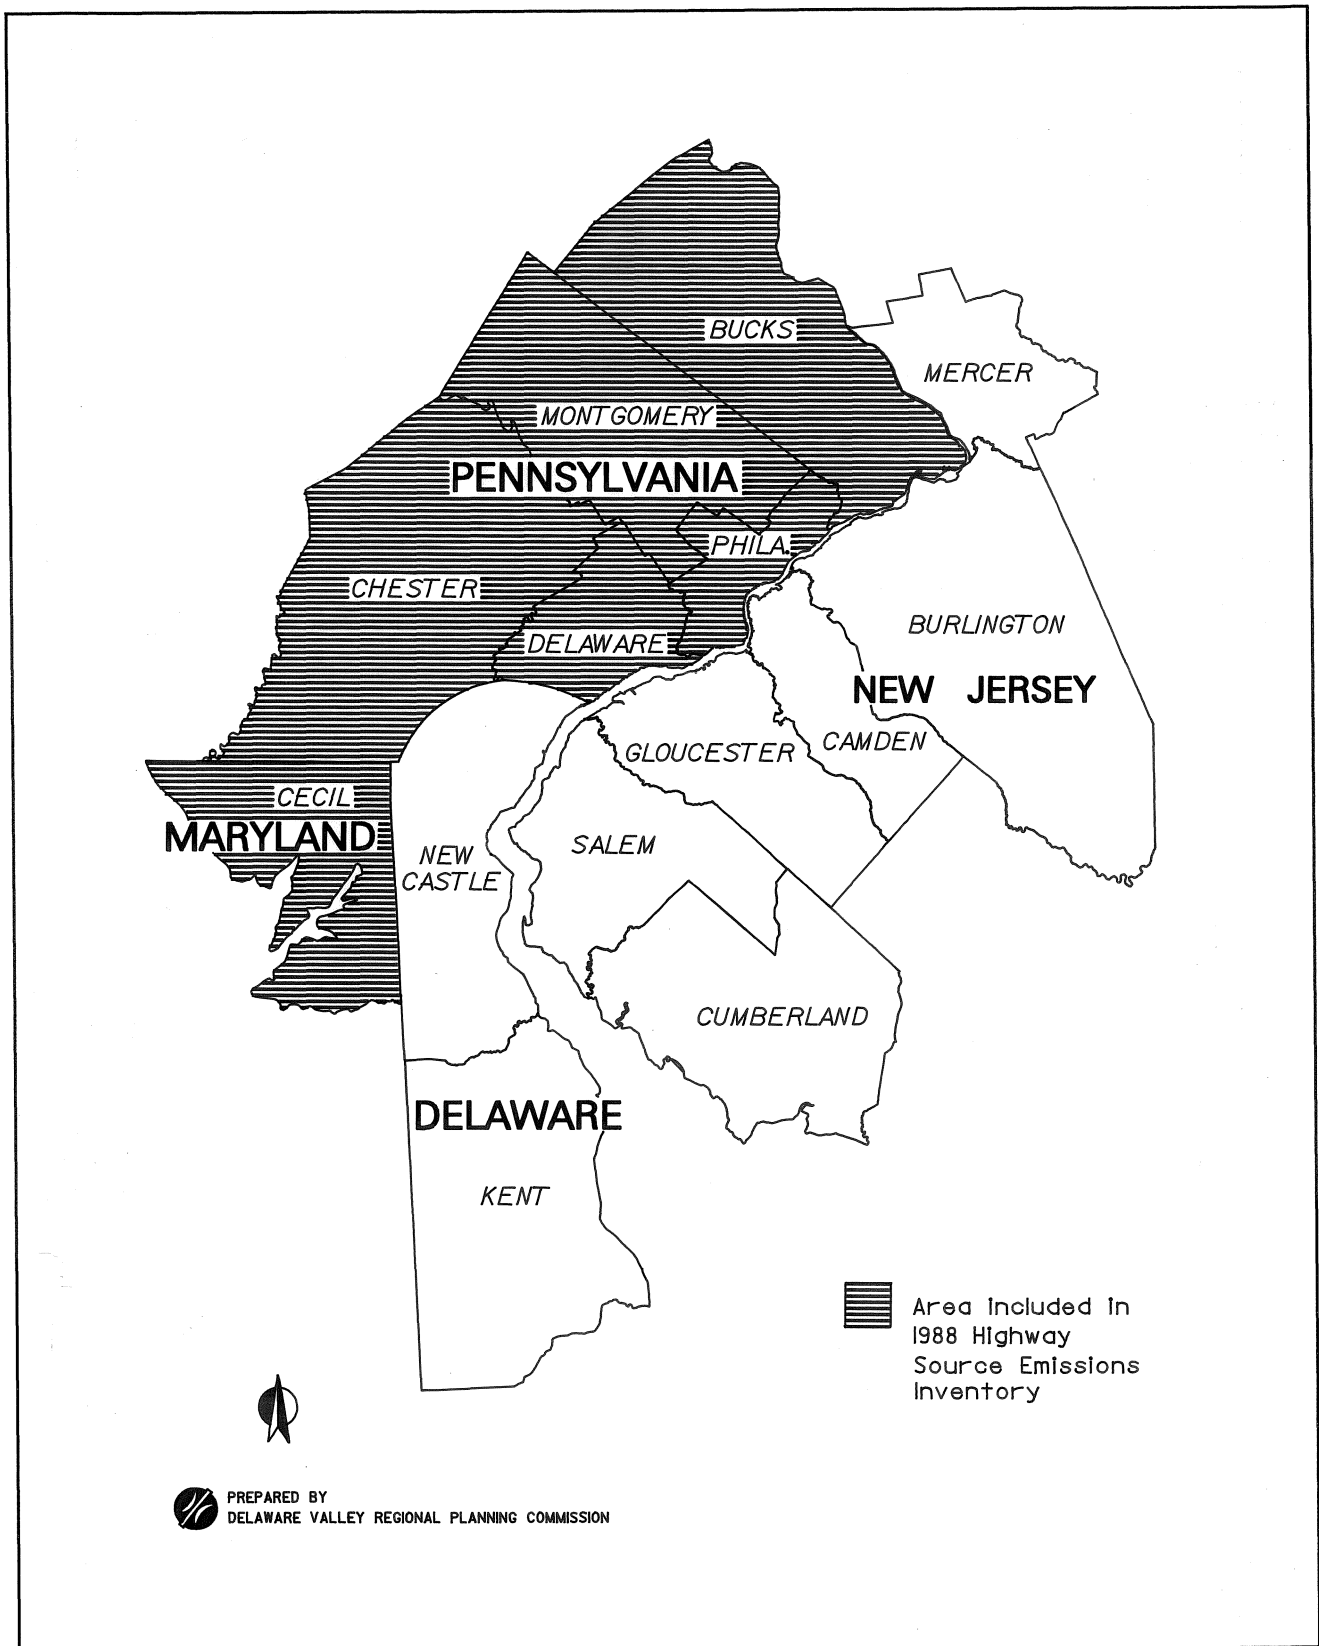 BUCKS
MERCER
MONTGOMERY
PENNSYLVANIA
PHILA.
CHESTER
BURLINGTON
DELAWARE
NEW JERSEY
CAMDEN
GLOUCESTER
CECIL
MARYLAND
SALEM
NEW
CASTLE
CUMBERLAND
DELAWARE
KENT
Area Included In
1988 Highway
Source Emissions
Inventory
PREPARED BY
DELAWARE VALLEY REGIONAL PLANNING COMMISSION